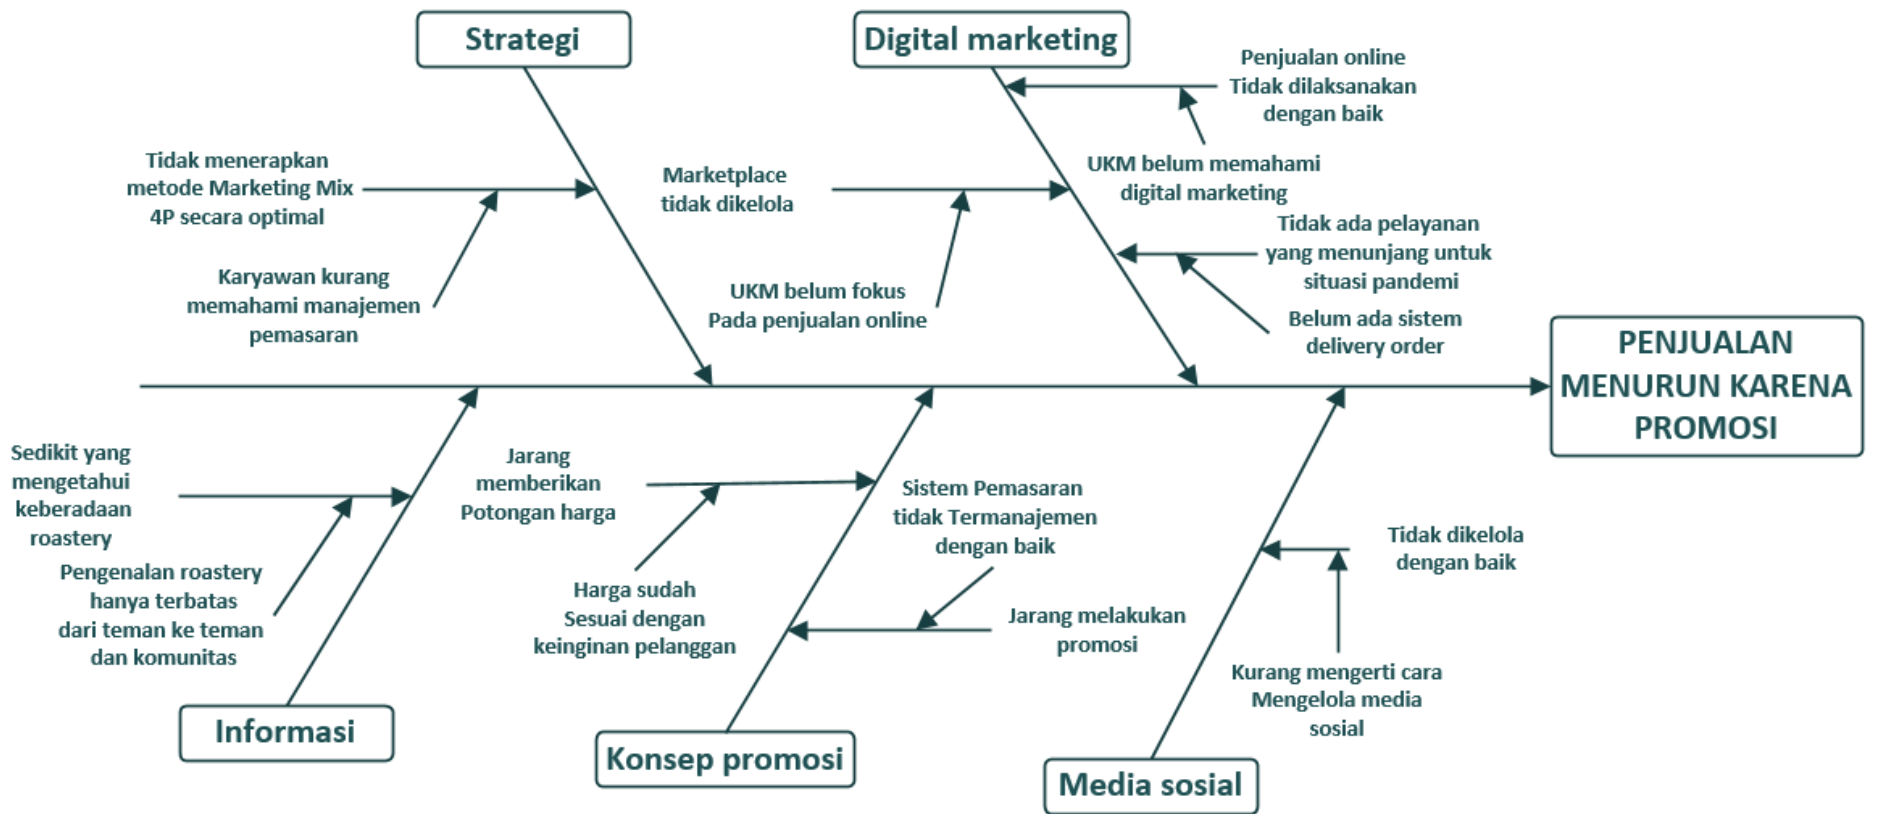 Strategi
Digital marketing
Penjualan online
Tidak dilaksanakan
dengan baik
UKM belum memahami
digital marketing
Tidak menerapkan
metode Marketing Mix
4P secara optimal
Marketplace
tidak dikelola
Tidak ada pelayanan
yang menunjang untuk
situasi pandemi
Karyawan kurang
memahami manajemen
pemasaran
UKM belum fokus
Pada penjualan online
Belum ada sistem
delivery order
PENJUALAN
MENURUN KARENA
PROMOSI
Sedikit yang
mengetahui
keberadaan
roastery
Jarang
memberikan
Potongan harga
Sistem Pemasaran
tidak Termanajemen
dengan baik
Tidak dikelola
dengan baik
Pengenalan roastery
hanya terbatas
dari teman ke teman
dan komunitas
Harga sudah
Sesuai dengan
keinginan pelanggan
Jarang melakukan
promosi
Kurang mengerti cara
Mengelola media
sosial
Informasi
Konsep promosi
Media sosial